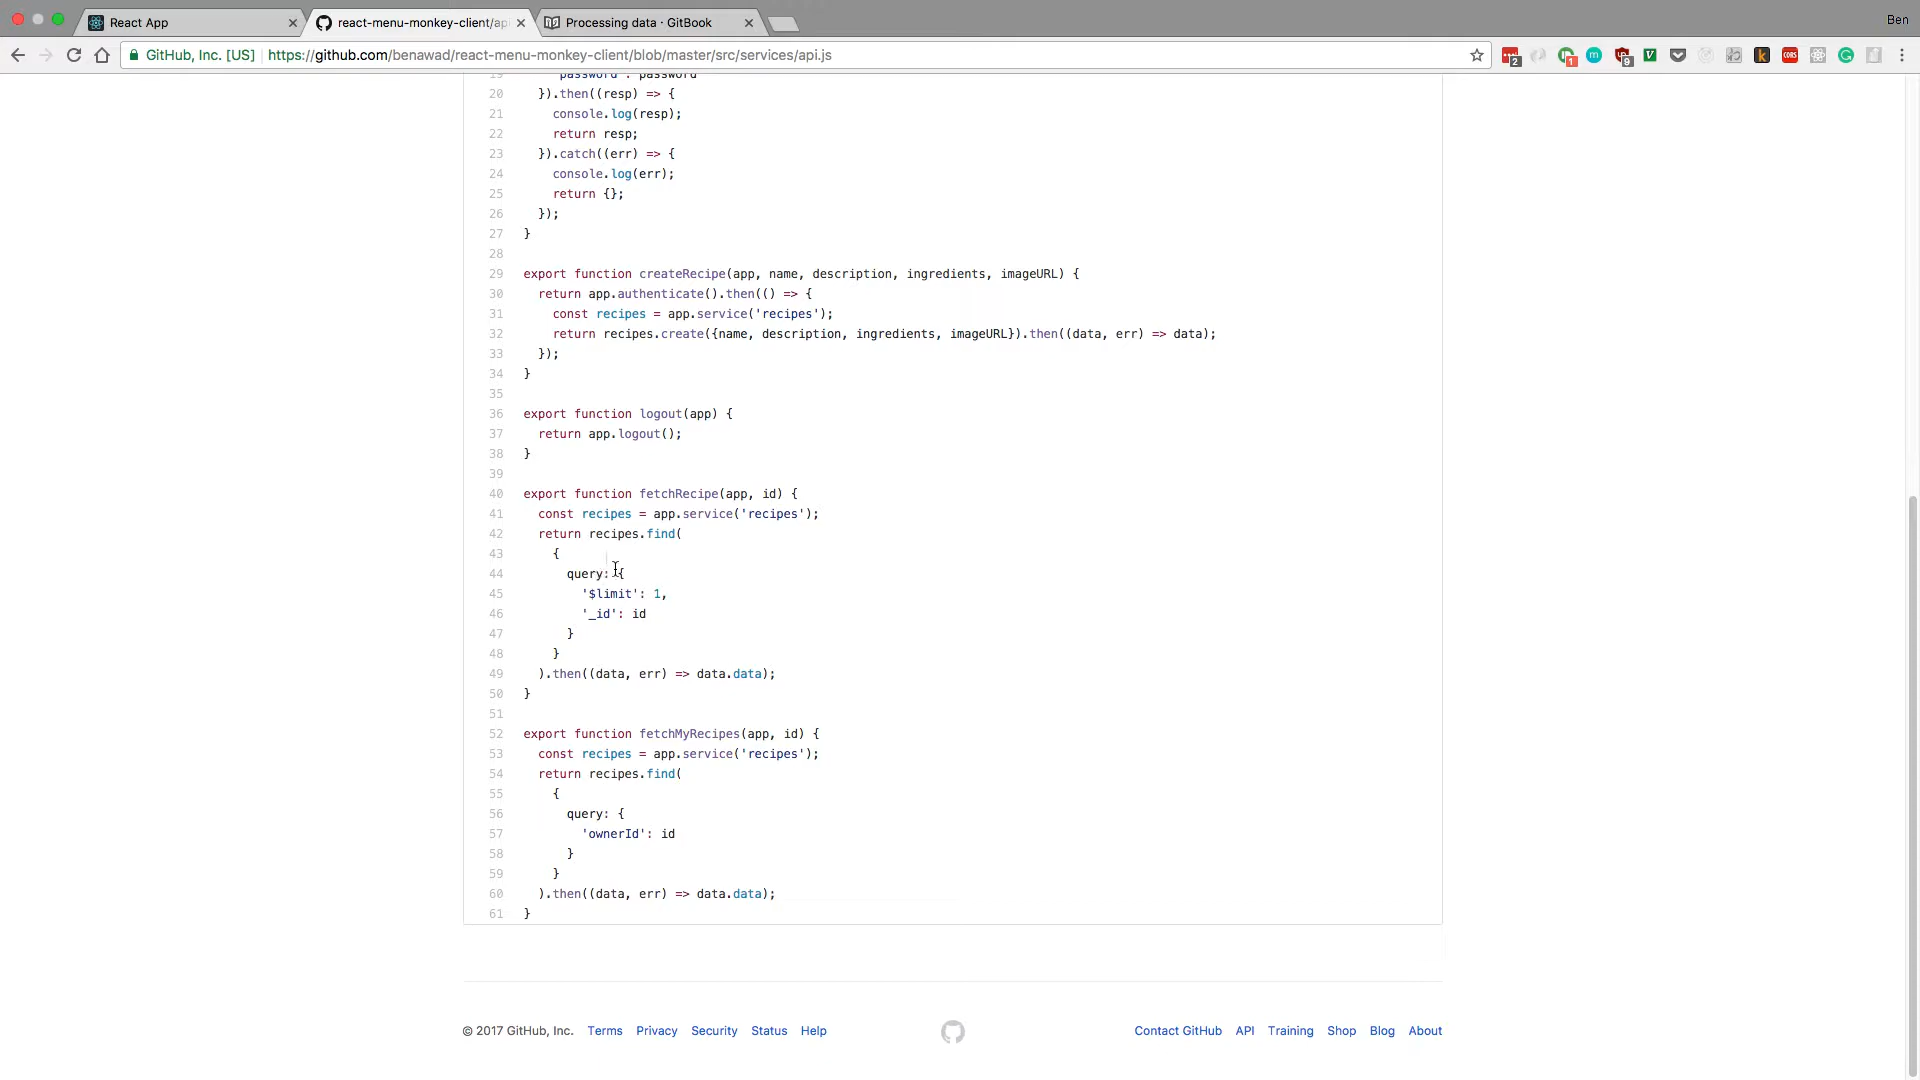 React App
react-menu-monkey-client/api
Processing data · GitBook
Ben
GitHub, Inc. [US]
https://github.com/benawad/react-menu-monkey-client/blob/master/src/services/api.js
19 'password': password
20 }).then((resp) => {
21 console.log(resp);
22 return resp;
23 }).catch((err) => {
24 console.log(err);
25 return {};
26 });
27 }
28
29 export function createRecipe(app, name, description, ingredients, imageURL) {
30 return app.authenticate().then(() => {
31 const recipes = app.service('recipes');
32 return recipes.create({name, description, ingredients, imageURL}).then((data, err) => data);
33 });
34 }
35
36 export function logout(app) {
37 return app.logout();
38 }
39
40 export function fetchRecipe(app, id) {
41 const recipes = app.service('recipes');
42 return recipes.find(
43 {
44 query: {
45 '$limit': 1,
46 '_id': id
47 }
48 }
49 ).then((data, err) => data.data);
50 }
51
52 export function fetchMyRecipes(app, id) {
53 const recipes = app.service('recipes');
54 return recipes.find(
55 {
56 query: {
57 'ownerId': id
58 }
59 }
60 ).then((data, err) => data.data);
61 }
© 2017 GitHub, Inc. Terms Privacy Security Status Help
Contact GitHub API Training Shop Blog About